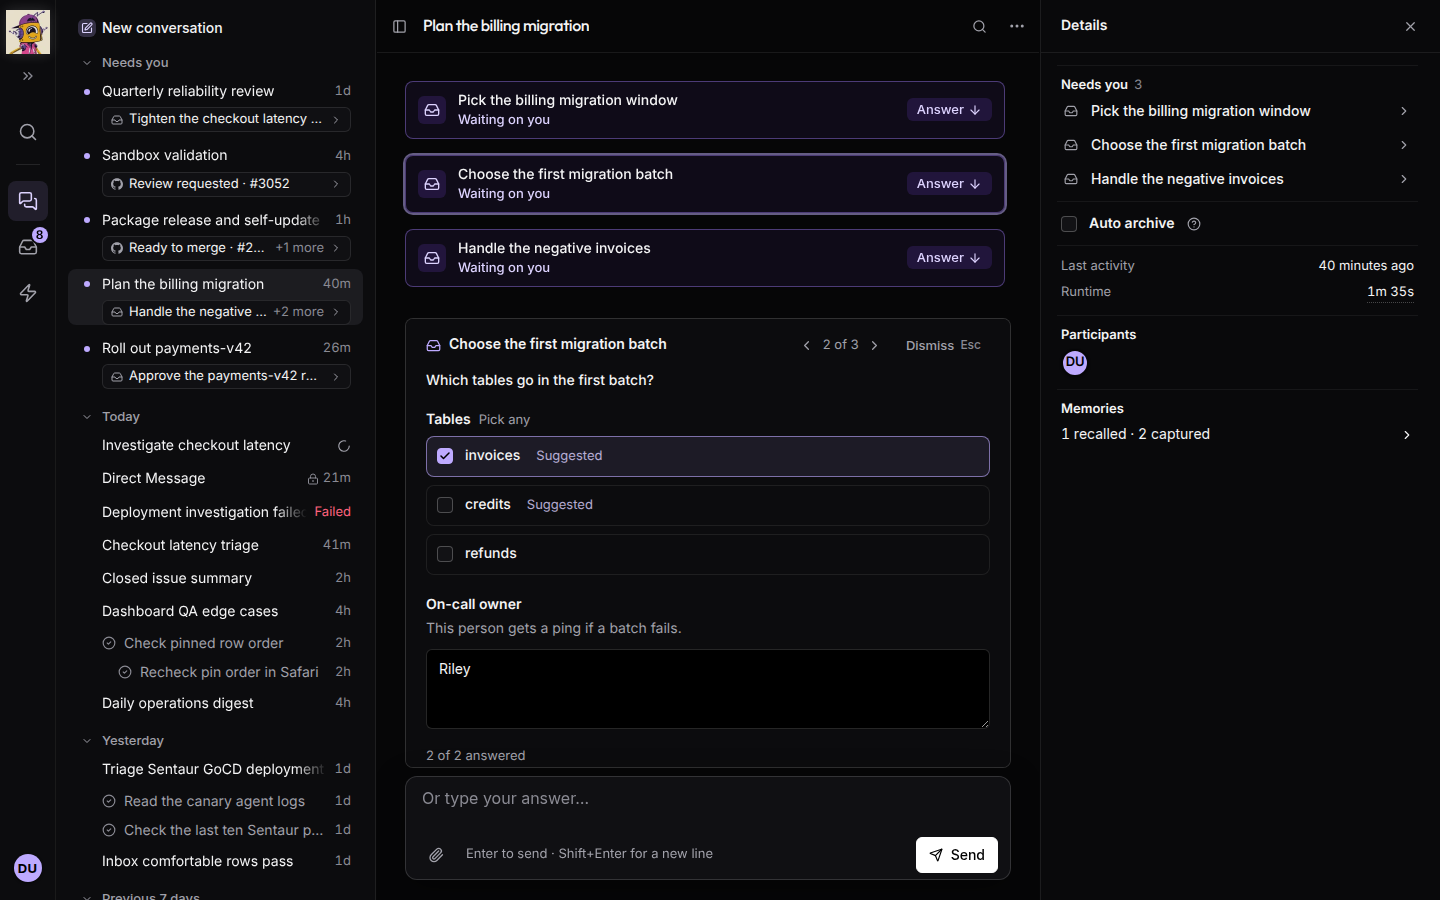 New conversation
Needs you
Quarterly reliability review 1d
Tighten the checkout latency ...
Sandbox validation 4h
Review requested · #3052
Package release and self-update 1h
Ready to merge · #2... +1 more
Plan the billing migration 40m
Handle the negative ... +2 more
Roll out payments-v42 26m
Approve the payments-v42 r...
Today
Investigate checkout latency
Direct Message 21m
Deployment investigation failed Failed
Checkout latency triage 41m
Closed issue summary 2h
Dashboard QA edge cases 4h
Check pinned row order 2h
Recheck pin order in Safari 2h
Daily operations digest 4h
Yesterday
Triage Sentaur GoCD deployment 1d
Read the canary agent logs 1d
Check the last ten Sentaur p... 1d
Inbox comfortable rows pass 1d
Previous 7 days
8
DU
Plan the billing migration
Pick the billing migration window
Waiting on you
Answer ↓
Choose the first migration batch
Waiting on you
Answer ↓
Handle the negative invoices
Waiting on you
Answer ↓
Choose the first migration batch 2 of 3 Dismiss Esc
Which tables go in the first batch?
Tables Pick any
invoices Suggested
credits Suggested
refunds
On-call owner
This person gets a ping if a batch fails.
Riley
2 of 2 answered
Or type your answer...
Enter to send · Shift+Enter for a new line
Send
Details
Needs you 3
Pick the billing migration window
Choose the first migration batch
Handle the negative invoices
Auto archive
Last activity 40 minutes ago
Runtime 1m 35s
Participants
DU
Memories
1 recalled · 2 captured